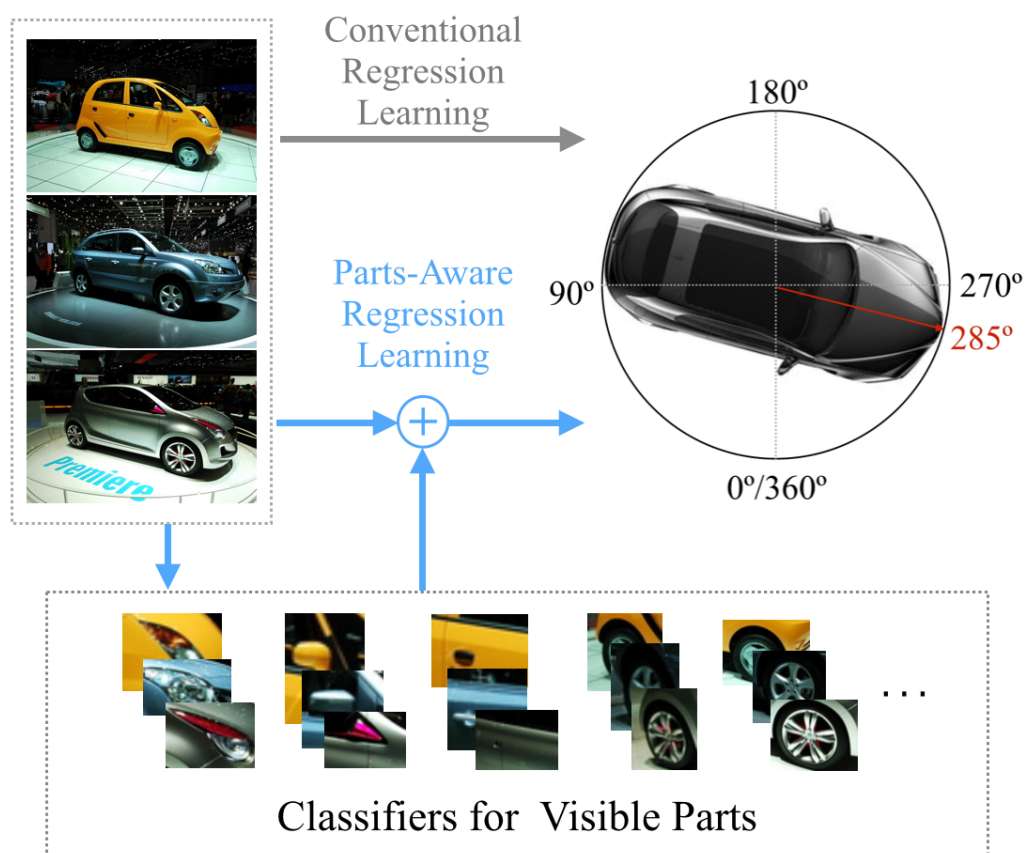 Conventional
Regression
Learning
180º
Parts-Aware
Regression
Learning
90º
270º
285º
0º/360º
Premiere
...
Classifiers for Visible Parts